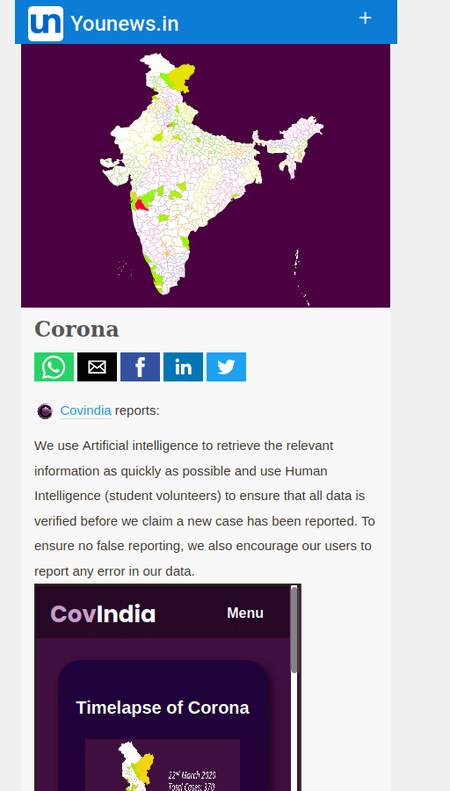 un Younews.in +
Corona
Covindia reports:
We use Artificial intelligence to retrieve the relevant
information as quickly as possible and use Human
Intelligence (student volunteers) to ensure that all data is
verified before we claim a new case has been reported. To
ensure no false reporting, we also encourage our users to
report any error in our data.
CovIndia Menu
Timelapse of Corona
22nd March 2020
Total Cases: 370